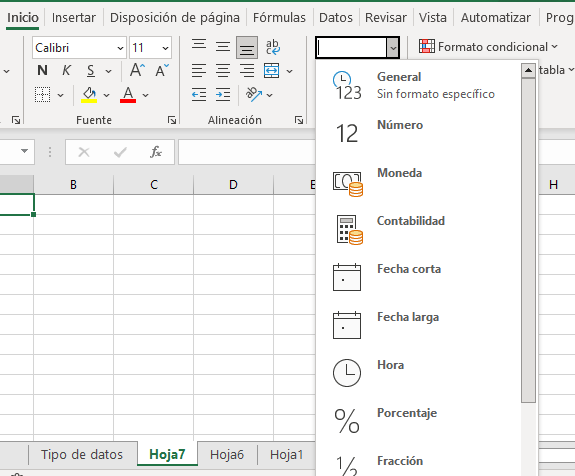 Inicio Insertar Disposición de página Fórmulas Datos Revisar Vista Automatizar Prog
Calibri 11 ab c Formato condicional
N K S A A tabla
A ab
Fuente Alineación
fx
B C D E H
General
123 Sin formato específico
12 Número
Moneda
Contabilidad
Fecha corta
Fecha larga
Hora
% Porcentaje
½ Fracción
Tipo de datos Hoja7 Hoja6 Hoja1